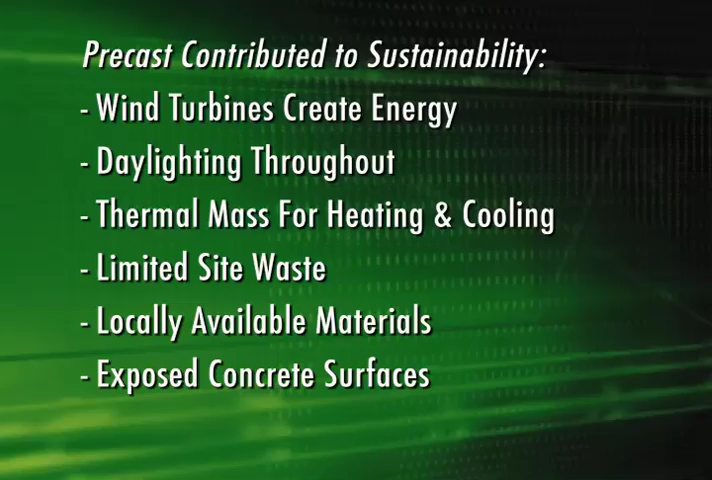 Precast Contributed to Sustainability:
- Wind Turbines Create Energy
- Daylighting Throughout
- Thermal Mass For Heating & Cooling
- Limited Site Waste
- Locally Available Materials
- Exposed Concrete Surfaces